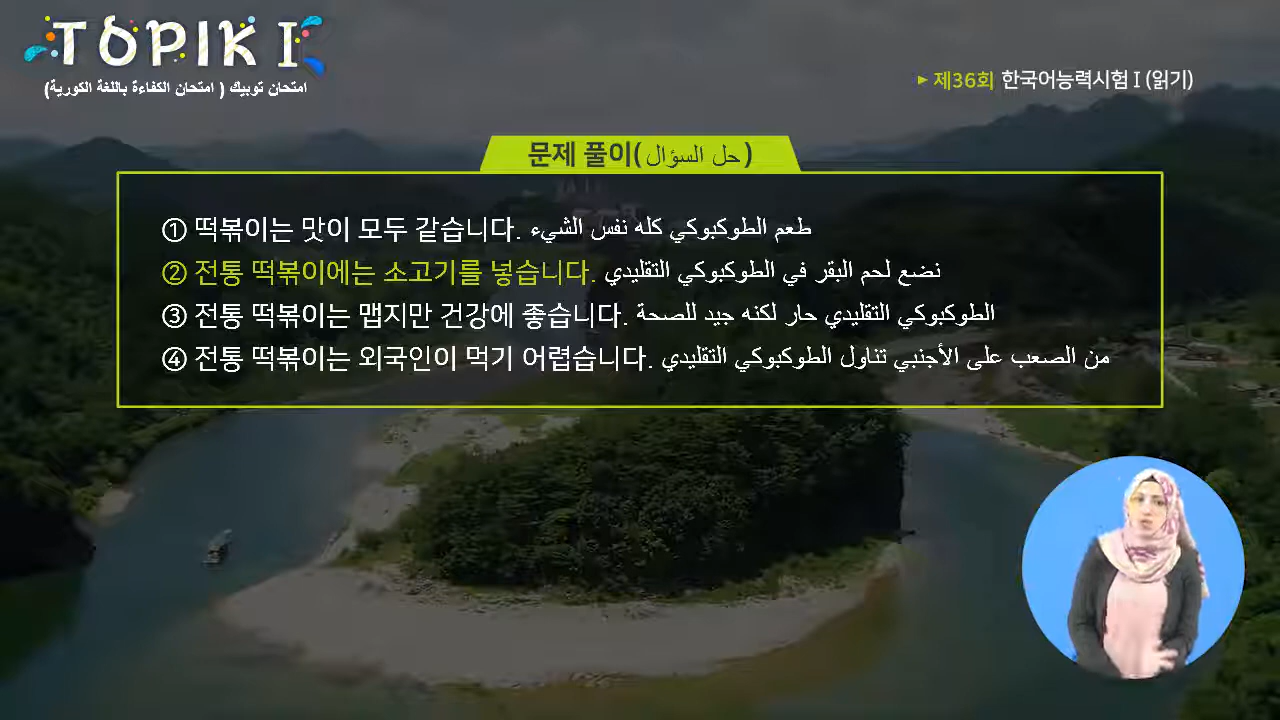 TOPIK I
امتحان توبيك ( امتحان الكفاءة باللغة الكورية)
▶ 제36회 한국어능력시험 I (읽기)
문제 풀이(حل السؤال)
① 떡볶이는 맛이 모두 같습니다. طعم الطوكبوكي كله نفس الشيء
② 전통 떡볶이에는 소고기를 넣습니다. نضع لحم البقر في الطوكبوكي التقليدي
③ 전통 떡볶이는 맵지만 건강에 좋습니다. الطوكبوكي التقليدي حار لكنه جيد للصحة
④ 전통 떡볶이는 외국인이 먹기 어렵습니다. من الصعب على الأجنبي تناول الطوكبوكي التقليدي